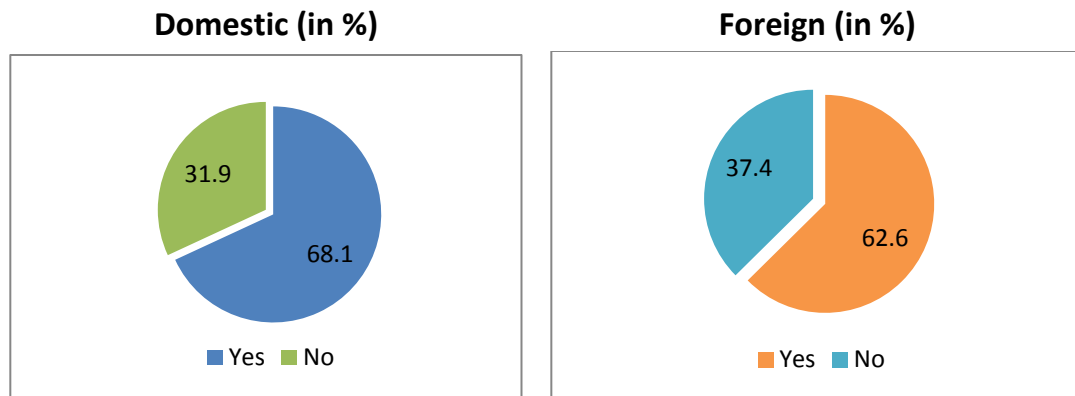 Domestic (in %)
31.9
68.1
Yes No
Foreign (in %)
37.4
62.6
Yes No